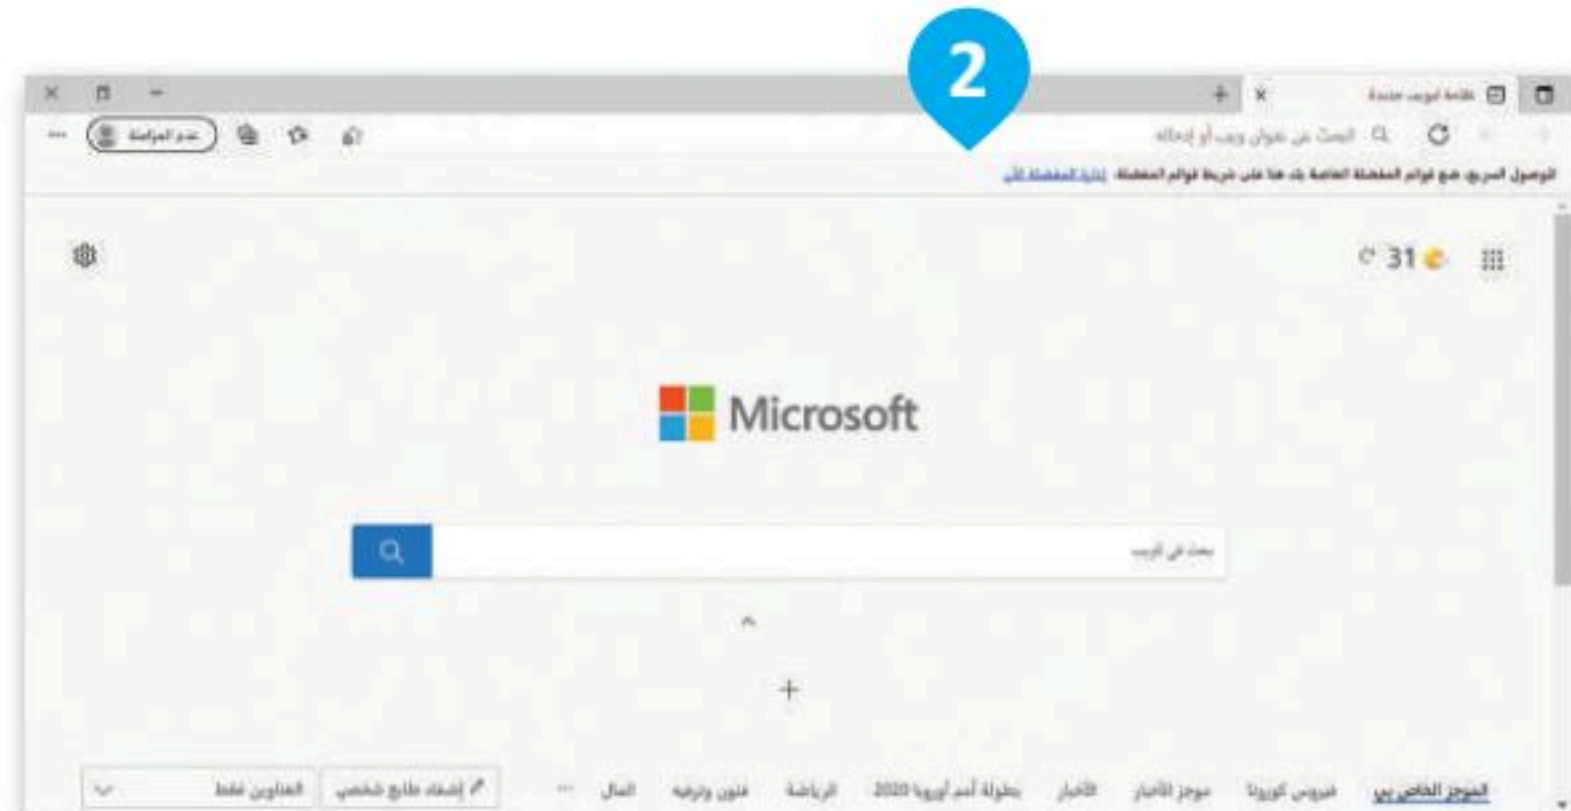 2
علامة تبويب جديدة
البحث عن عنوان ويب أو إدخاله
عدم المزامنة
للوصول السريع، ضع قوائم المفضلة الخاصة بك هنا على شريط قوائم المفضلة. إدارة المفضلة الآن
31
Microsoft
بحث في الويب
الموجز الخاص بي فيروس كورونا موجز الأخبار الأخبار بطولة أمم أوروبا 2020 الرياضة فنون وترفيه المال ... إضفاء طابع شخصي العناوين فقط